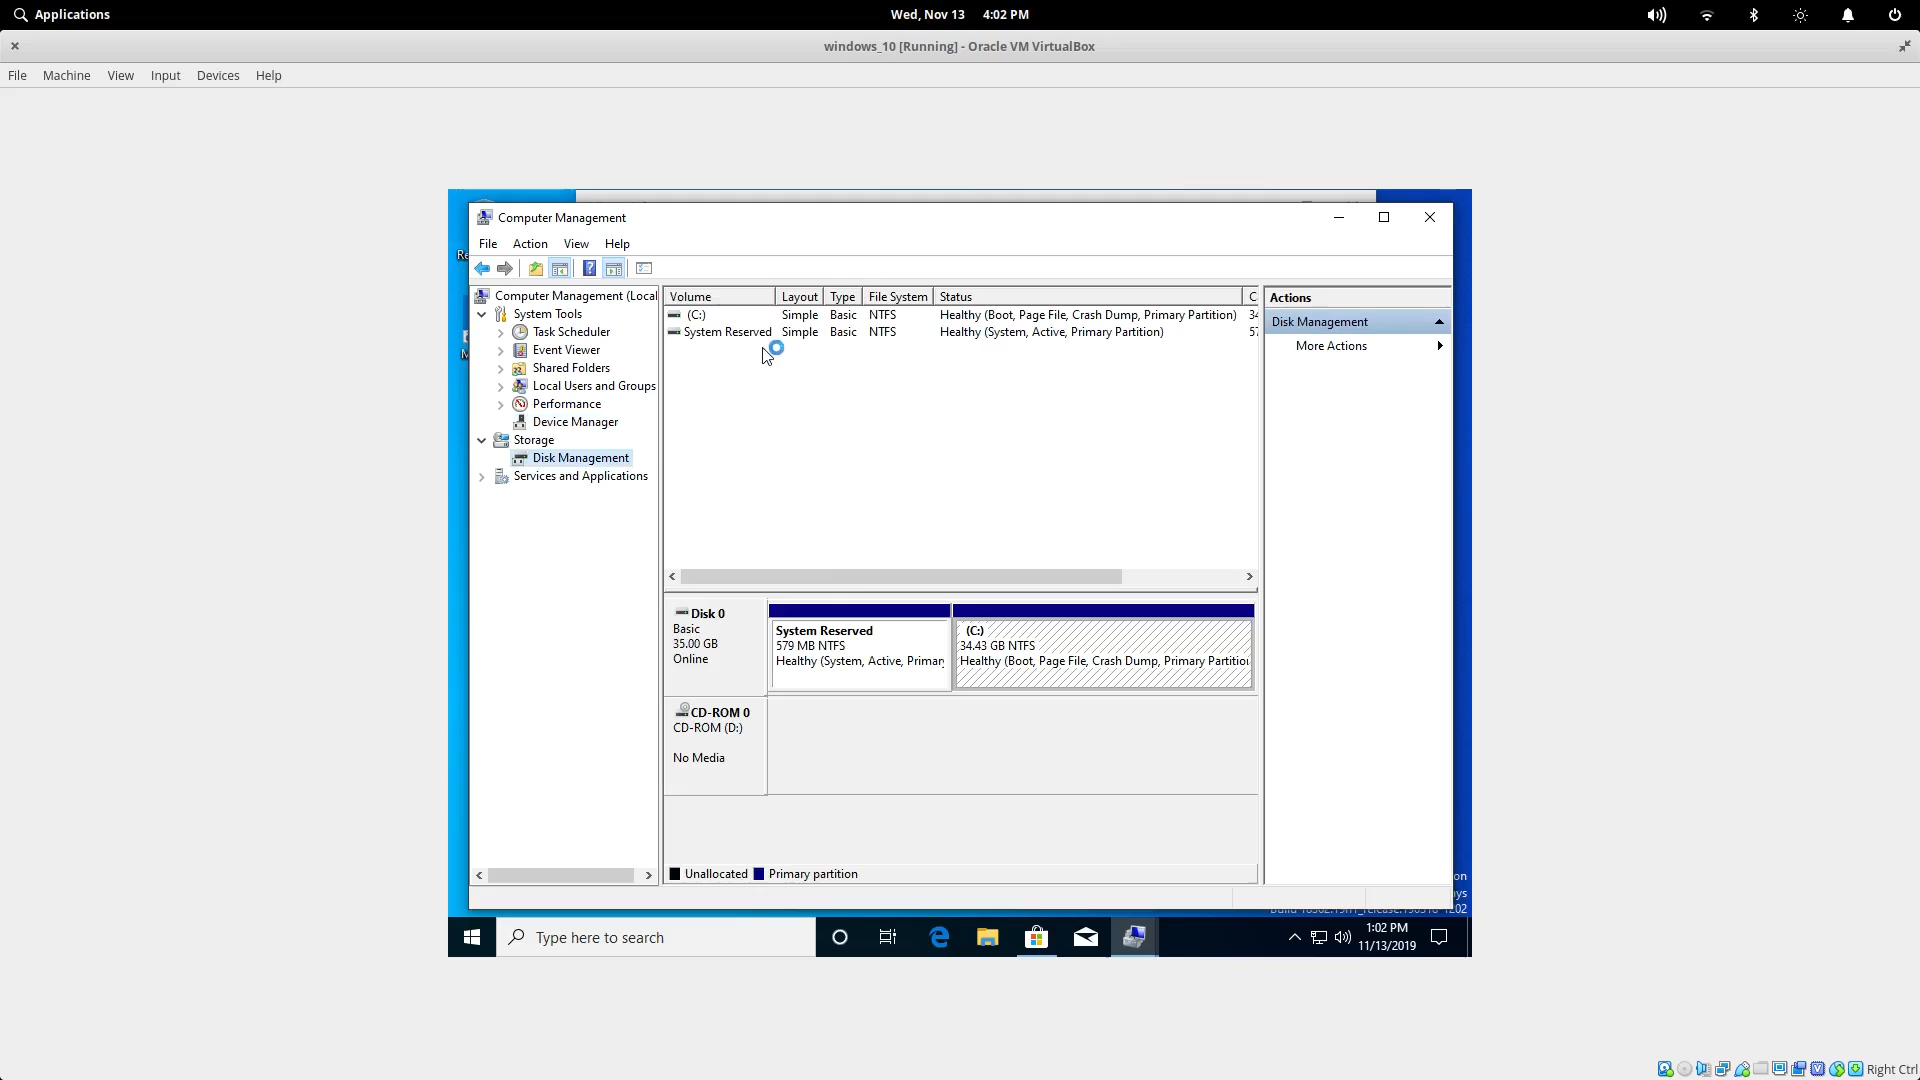 Applications
Wed, Nov 13 4:02 PM
windows_10 [Running] - Oracle VM VirtualBox
File Machine View Input Devices Help
Computer Management
File Action View Help
Computer Management (Local
System Tools
Task Scheduler
Event Viewer
Shared Folders
Local Users and Groups
Performance
Device Manager
Storage
Disk Management
Services and Applications
Volume Layout Type File System Status C
(C:) Simple Basic NTFS Healthy (Boot, Page File, Crash Dump, Primary Partition) 34
System Reserved Simple Basic NTFS Healthy (System, Active, Primary Partition) 57
Actions
Disk Management
More Actions
Disk 0
Basic
35.00 GB
Online
System Reserved
579 MB NTFS
Healthy (System, Active, Primar
(C:)
34.43 GB NTFS
Healthy (Boot, Page File, Crash Dump, Primary Partitio
CD-ROM 0
CD-ROM (D:)
No Media
Unallocated Primary partition
Re
M
on
ys
Type here to search
1:02 PM
11/13/2019
Right Ctrl